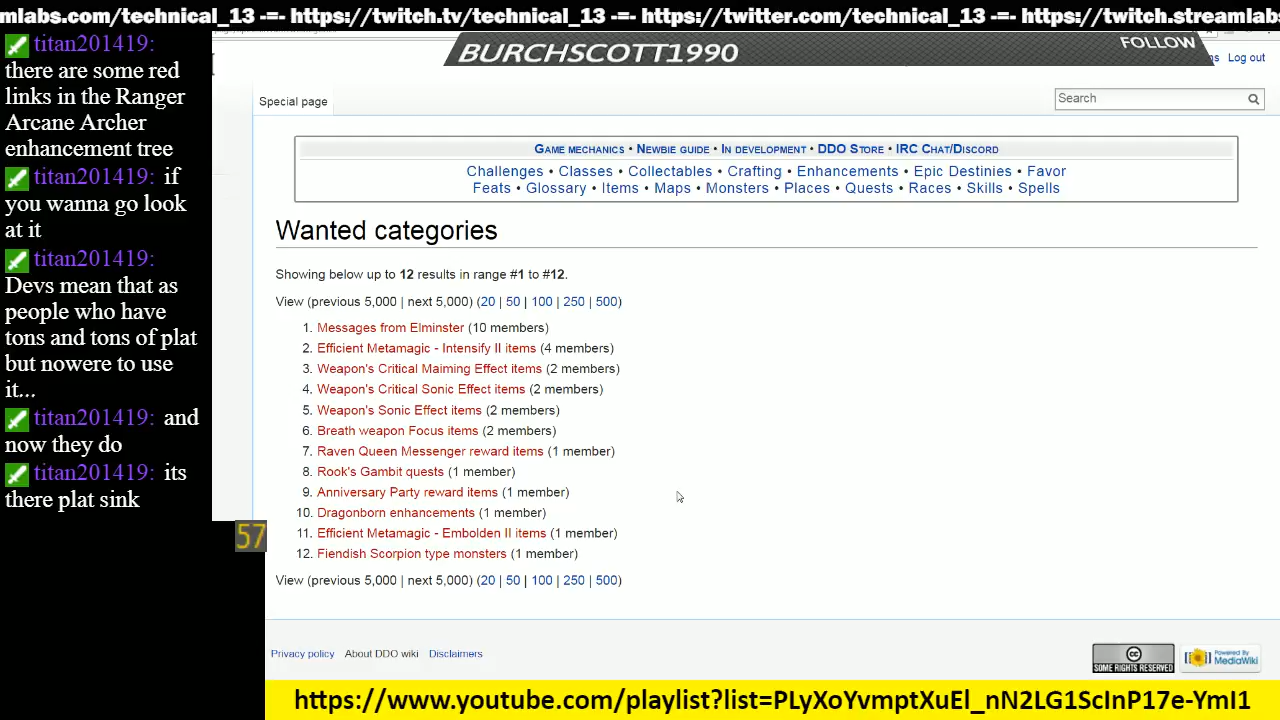 mlabs.com/technical_13 -=- https://twitch.tv/technical_13 -=- https://twitter.com/technical_13 -=- https://twitch.streamlabs
titan201419:
there are some red
links in the Ranger
Arcane Archer
enhancement tree
titan201419: if
you wanna go look
at it
titan201419:
Devs mean that as
people who have
tons and tons of plat
but nowere to use
it...
titan201419: and
now they do
titan201419: its
there plat sink
57
BURCHSCOTT1990
FOLLOW
Log out
Special page
Search
GAME MECHANICS • NEWBIE GUIDE • IN DEVELOPMENT • DDO STORE • IRC CHAT/DISCORD
Challenges • Classes • Collectables • Crafting • Enhancements • Epic Destinies • Favor
Feats • Glossary • Items • Maps • Monsters • Places • Quests • Races • Skills • Spells
Wanted categories
Showing below up to 12 results in range #1 to #12.
View (previous 5,000 | next 5,000) (20 | 50 | 100 | 250 | 500)
1. Messages from Elminster (10 members)
2. Efficient Metamagic - Intensify II items (4 members)
3. Weapon's Critical Maiming Effect items (2 members)
4. Weapon's Critical Sonic Effect items (2 members)
5. Weapon's Sonic Effect items (2 members)
6. Breath weapon Focus items (2 members)
7. Raven Queen Messenger reward items (1 member)
8. Rook's Gambit quests (1 member)
9. Anniversary Party reward items (1 member)
10. Dragonborn enhancements (1 member)
11. Efficient Metamagic - Embolden II items (1 member)
12. Fiendish Scorpion type monsters (1 member)
View (previous 5,000 | next 5,000) (20 | 50 | 100 | 250 | 500)
Privacy policy About DDO wiki Disclaimers
CC
SOME RIGHTS RESERVED
Powered By
MediaWiki
https://www.youtube.com/playlist?list=PLyXoYvmptXuEl_nN2LG1ScInP17e-YmI1